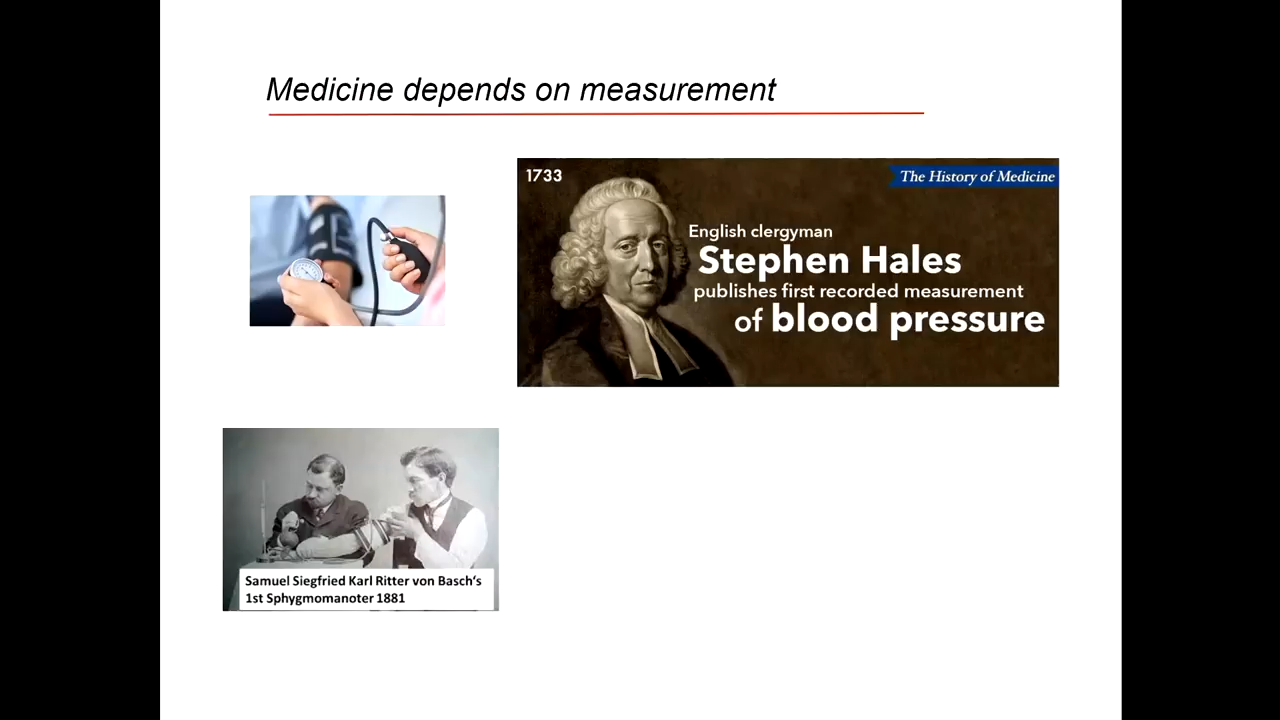 Medicine depends on measurement
1733
The History of Medicine
English clergyman
Stephen Hales
publishes first recorded measurement
of blood pressure
Samuel Siegfried Karl Ritter von Basch's
1st Sphygmomanoter 1881